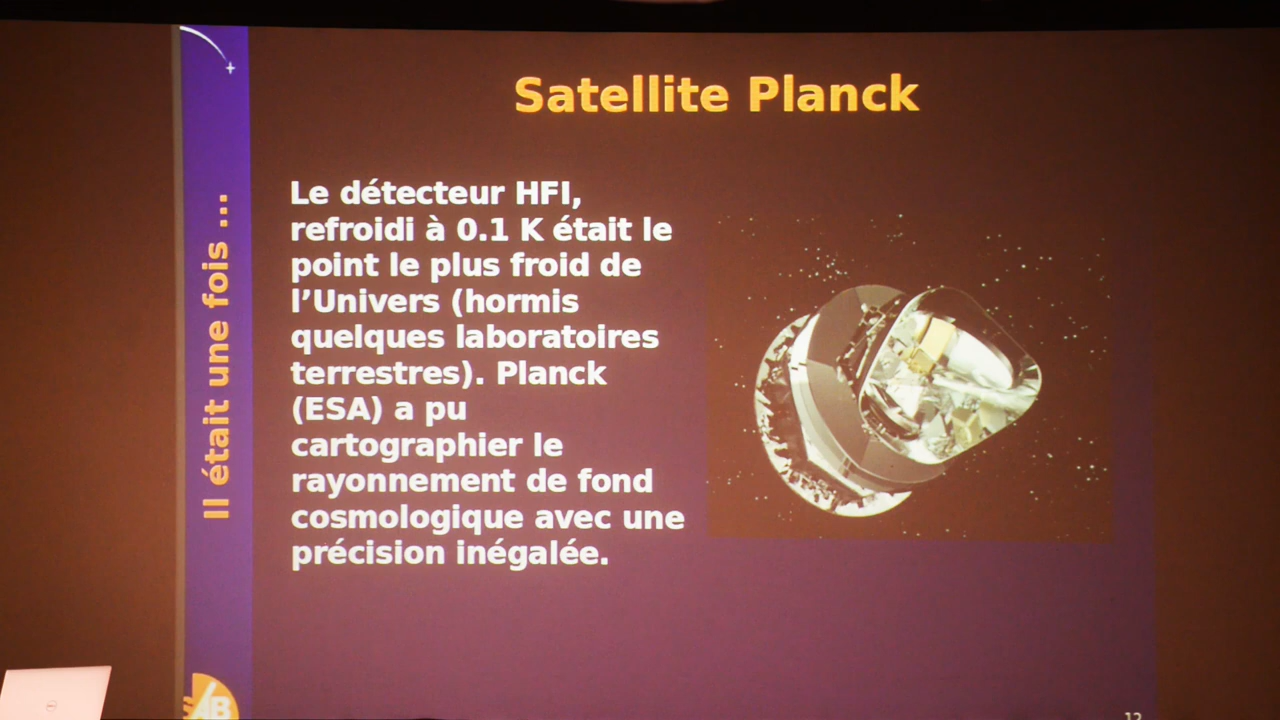 Satellite Planck
Il était une fois ...
Le détecteur HFI,
refroidi à 0.1 K était le
point le plus froid de
l’Univers (hormis
quelques laboratoires
terrestres). Planck
(ESA) a pu
cartographier le
rayonnement de fond
cosmologique avec une
précision inégalée.